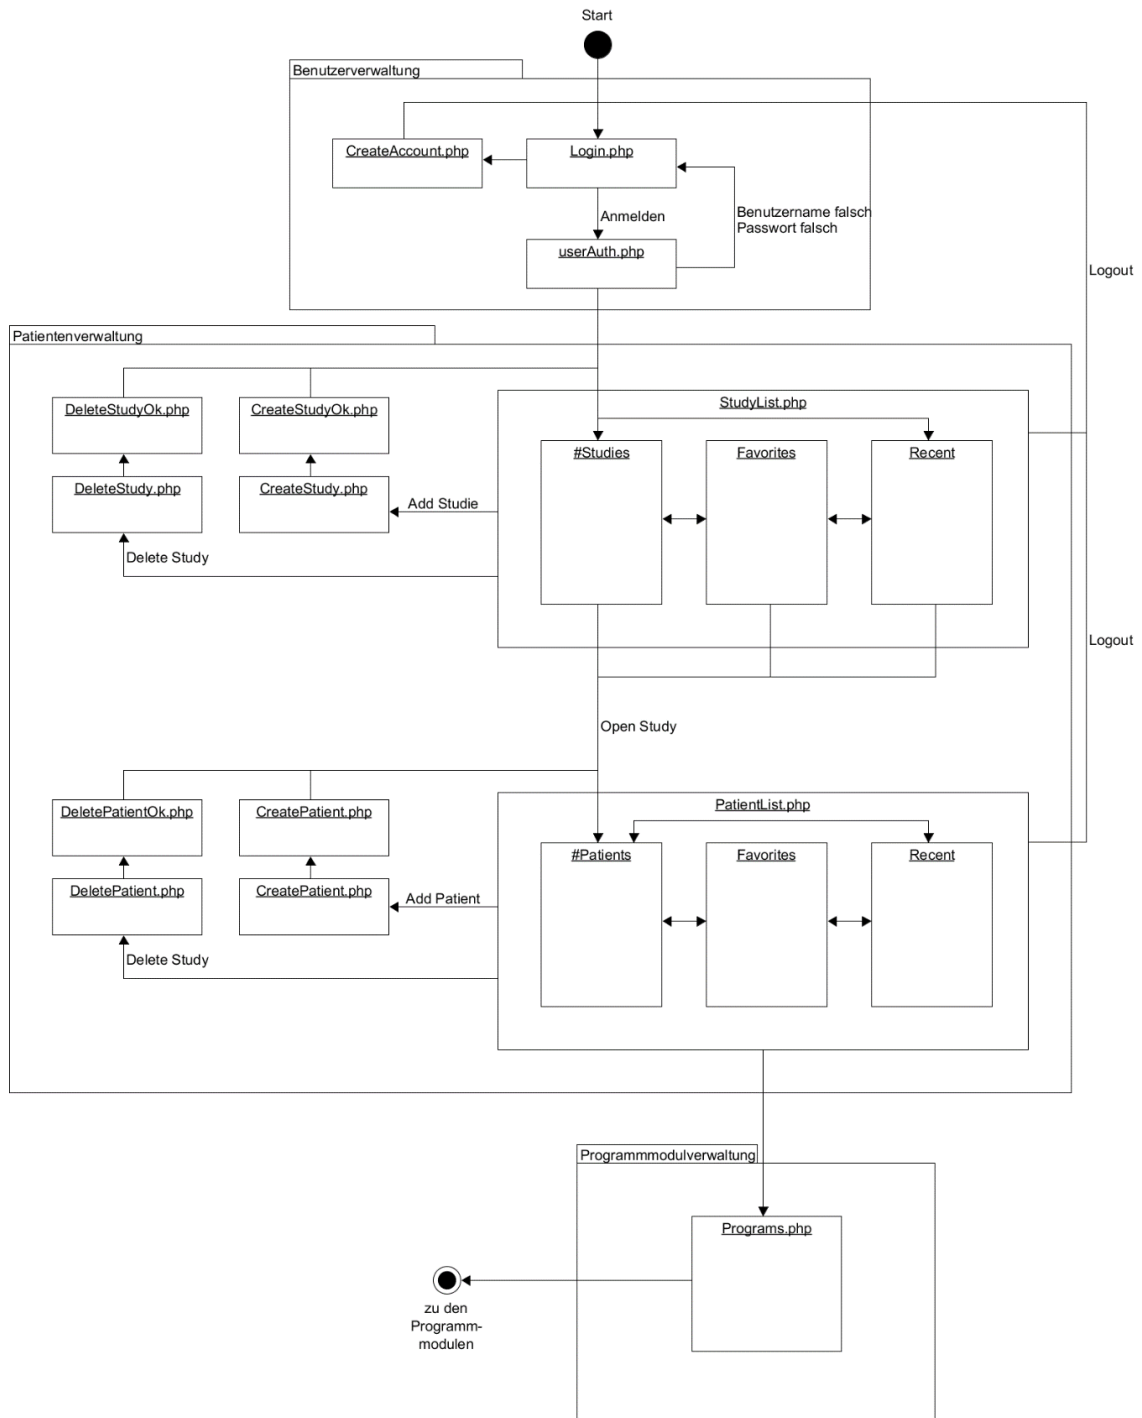 Start
Benutzerverwaltung
CreateAccount.php
Login.php
Anmelden
Benutzername falsch
Passwort falsch
userAuth.php
Logout
Patientenverwaltung
DeleteStudyOk.php
CreateStudyOk.php
StudyList.php
#Studies
Favorites
Recent
DeleteStudy.php
CreateStudy.php
Add Studie
Delete Study
Logout
Open Study
DeletePatientOk.php
CreatePatient.php
PatientList.php
#Patients
Favorites
Recent
DeletePatient.php
CreatePatient.php
Add Patient
Delete Study
Programmmodulverwaltung
Programs.php
zu den
Programm-
modulen